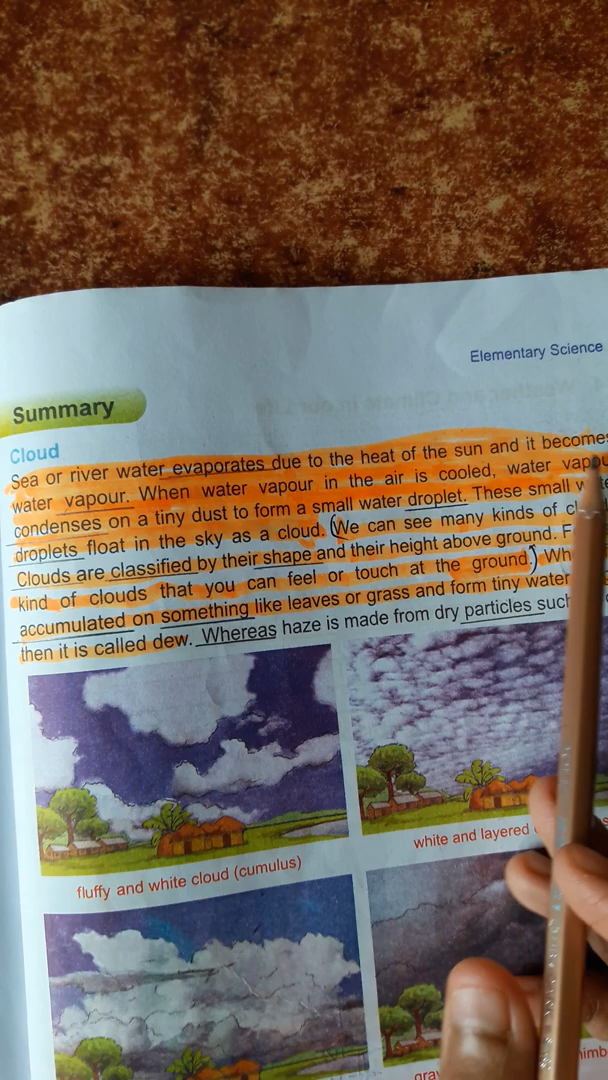 Elementary Science
Summary
Cloud
Sea or river water evaporates due to the heat of the sun and it becomes
water vapour. When water vapour in the air is cooled, water
condenses on a tiny dust to form a small water droplet. These small
droplets float in the sky as a cloud. (We can see many kinds of
Clouds are classified by their shape and their height above ground.
kind of clouds that you can feel or touch at the ground.)
accumulated on something like leaves or grass and form tiny water
then it is called dew. Whereas haze is made from dry particles such
fluffy and white cloud (cumulus)
white and layered